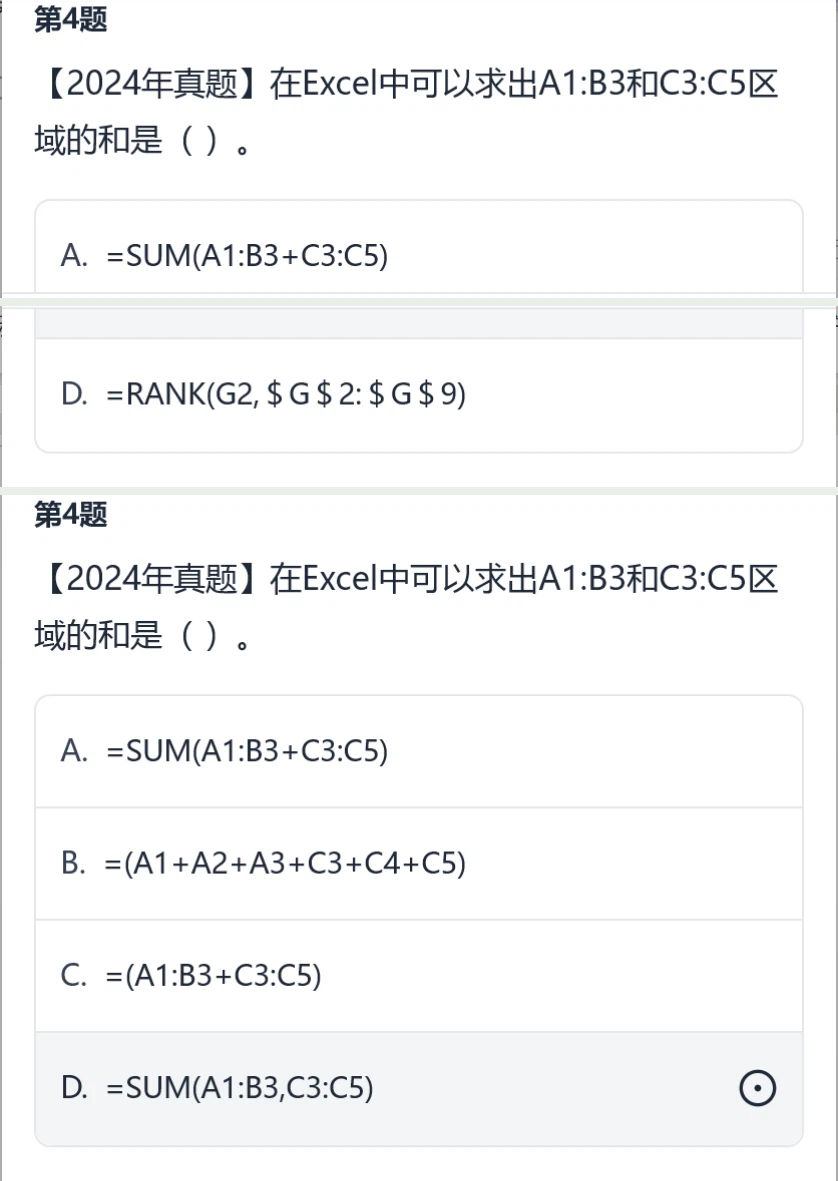 第4题
【2024年真题】在Excel中可以求出A1:B3和C3:C5区
域的和是（ ）。
A. =SUM(A1:B3+C3:C5)
D. =RANK(G2,$G$2:$G$9)
第4题
【2024年真题】在Excel中可以求出A1:B3和C3:C5区
域的和是（ ）。
A. =SUM(A1:B3+C3:C5)
B. =(A1+A2+A3+C3+C4+C5)
C. =(A1:B3+C3:C5)
D. =SUM(A1:B3,C3:C5)